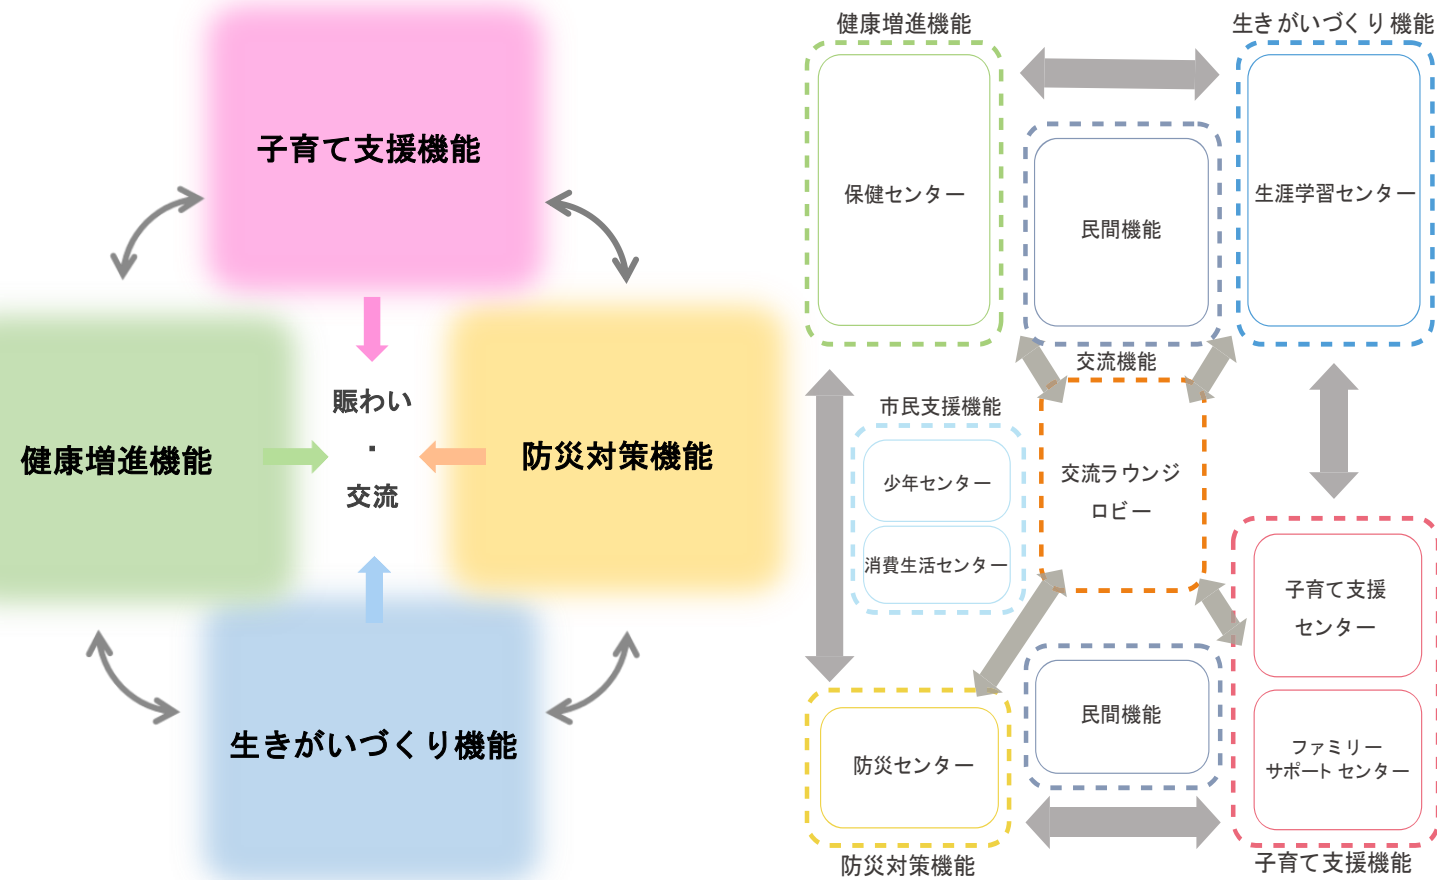 子育て支援機能
賑わい
・
交流
健康増進機能
防災対策機能
生きがいづくり機能
健康増進機能
生きがいづくり機能
保健センター
民間機能
生涯学習センター
交流機能
市民支援機能
少年センター
消費生活センター
交流ラウンジ
ロビー
子育て支援
センター
ファミリー
サポートセンター
民間機能
防災センター
防災対策機能
子育て支援機能